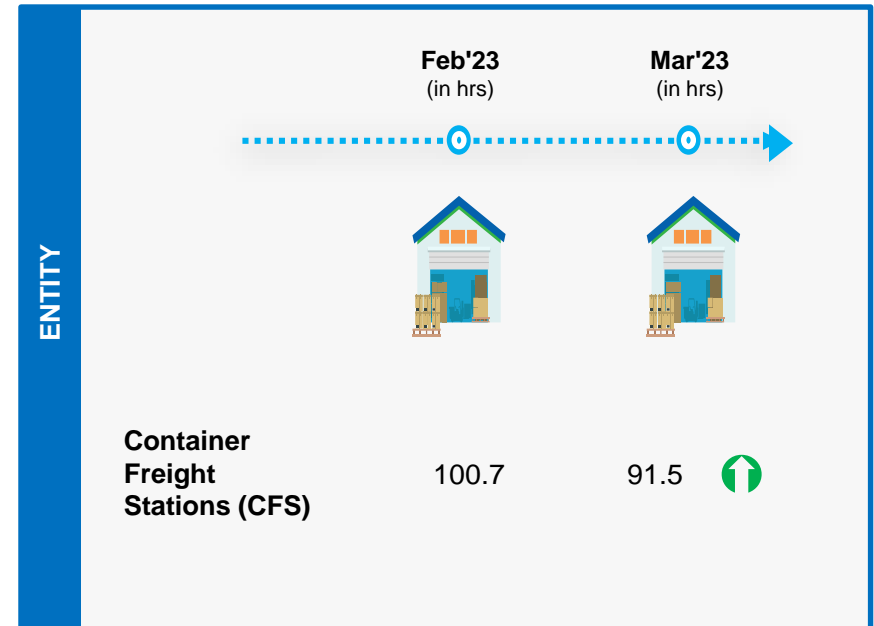 Feb'23
(in hrs)
Mar'23
(in hrs)
ENTITY
Container
Freight
Stations (CFS)
100.7
91.5